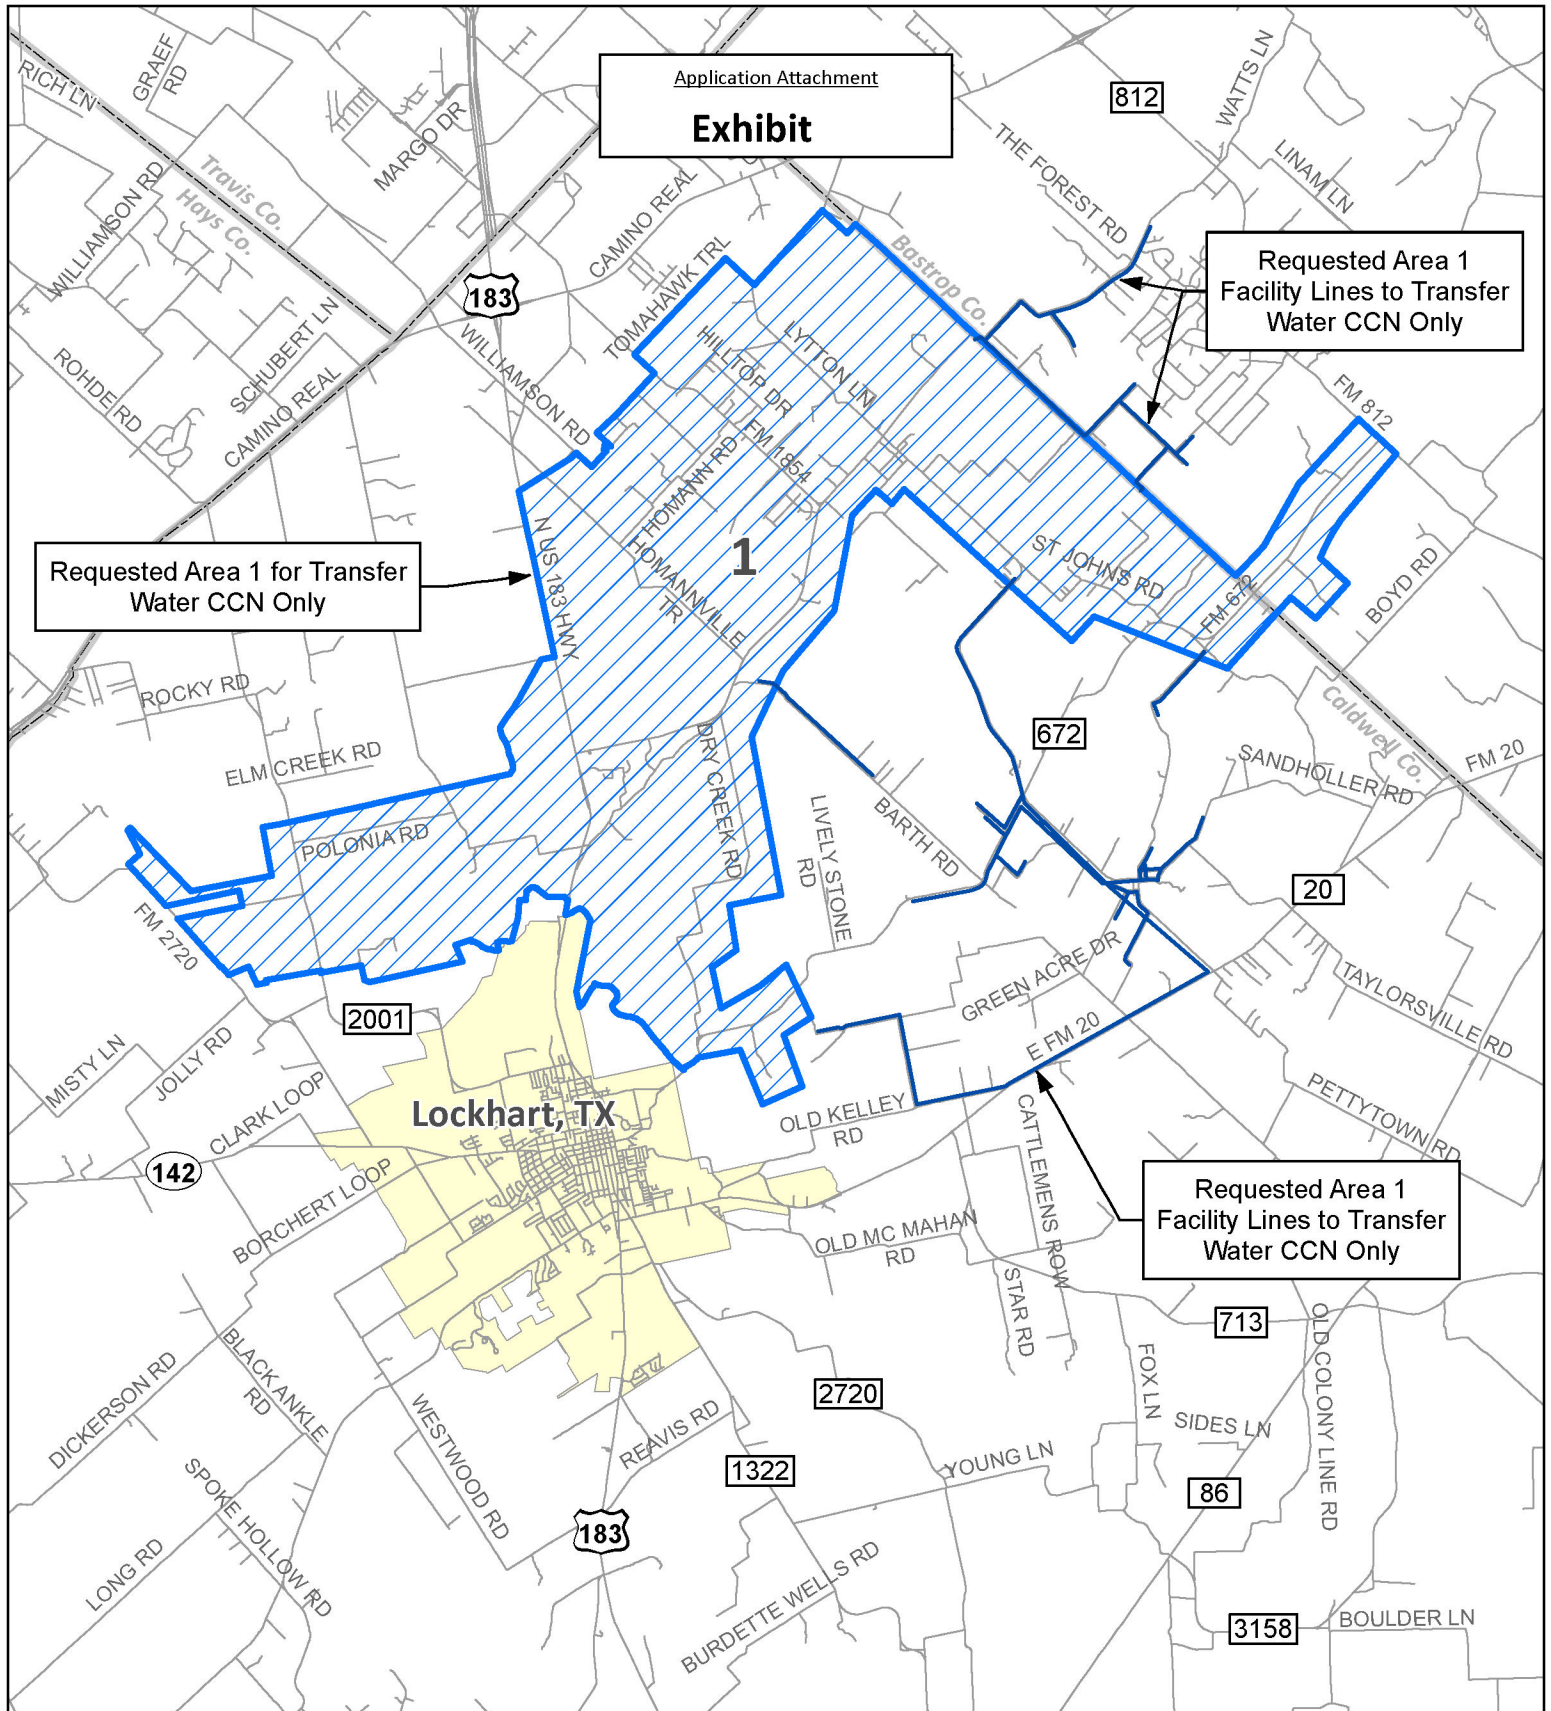 Application Attachment
Exhibit
812
GRAEF
RD
RICH LN
MARGO DR
WATTS LN
THE FOREST RD
LINAM LN
WILLIAMSON RD
Travis Co.
Hays Co.
CAMINO REAL
TOMAHAWK TRL
Bastrop Co.
Requested Area 1
Facility Lines to Transfer
Water CCN Only
183
SCHUBERT LN
ROHDE RD
CAMINO REAL
WILLIAMSON RD
HILLTOP DR
LYTTON LN
FM 1854
FM 812
HOMANN RD
N US 183 HWY
HOMANNVILLE
TR
1
ST JOHNS RD
FM 672
BOYD RD
Requested Area 1 for Transfer
Water CCN Only
ROCKY RD
ELM CREEK RD
DRY CREEK RD
672
Caldwell Co.
SANDHOLLER RD
FM 20
POLONIA RD
LIVELY STONE
RD
BARTH RD
20
FM 2720
GREEN ACRE DR
TAYLORSVILLE RD
2001
E FM 20
MISTY LN
JOLLY RD
CLARK LOOP
Lockhart, TX
OLD KELLEY
RD
CATTLEMENS ROW
PETTYTOWN RD
142
BORCHERT LOOP
Requested Area 1
Facility Lines to Transfer
Water CCN Only
OLD MC MAHAN
RD
STAR RD
713
OLD COLONY LINE RD
BLACK ANKLE
RD
DICKERSON RD
FOX LN
2720
WESTWOOD RD
REAVIS RD
SIDES LN
1322
YOUNG LN
86
SPOKE HOLLOW RD
183
LONG RD
BURDETTE WELLS RD
3158
BOULDER LN